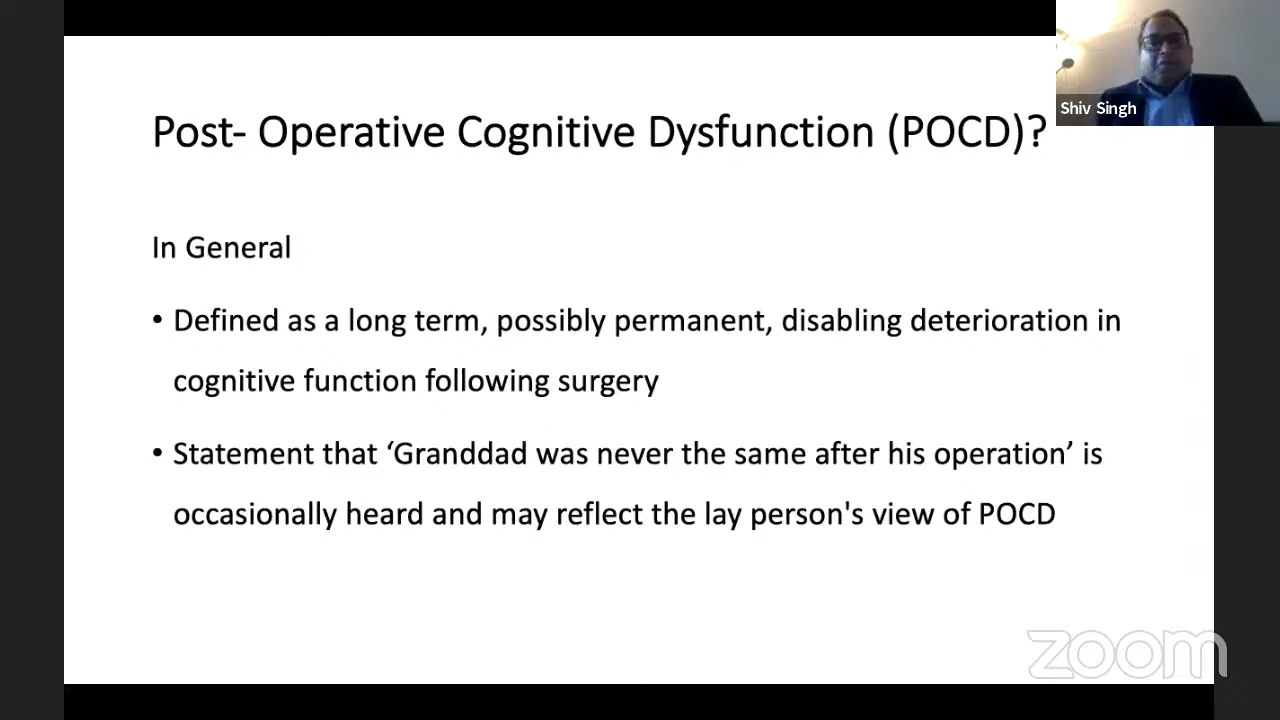 Shiv Singh
Post- Operative Cognitive Dysfunction (POCD)?
In General
• Defined as a long term, possibly permanent, disabling deterioration in
cognitive function following surgery
• Statement that ‘Granddad was never the same after his operation’ is
occasionally heard and may reflect the lay person's view of POCD
zoom